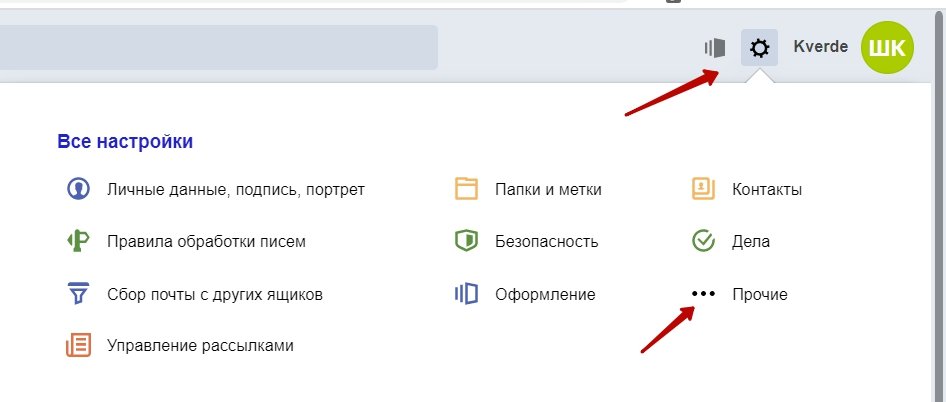 Kverde ШК
Все настройки
Личные данные, подпись, портрет Папки и метки Контакты
Правила обработки писем Безопасность Дела
Сбор почты с других ящиков Оформление Прочие
Управление рассылками